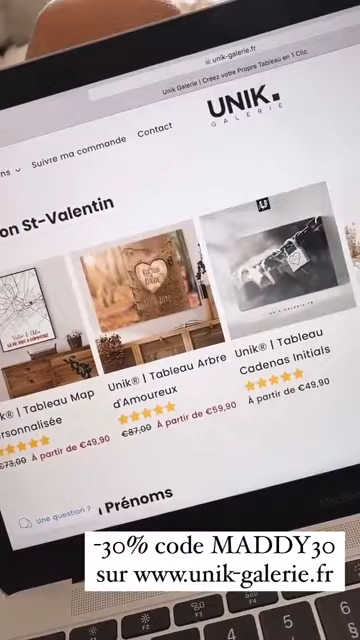 unik-galerie.fr
Unik Galerie | Créez votre Propre Tableau en 1 Clic
UNIK.
GALERIE
Suivre ma commande
Contact
on St-Valentin
VICTOR
CHLOÉ
Unik® | Tableau Map
€73,00 À partir de €49,90
Unik® | Tableau Arbre
d'Amoureux
€87,00 À partir de €59,90
Unik® | Tableau
Cadenas Initials
À partir de €49,90
Prénoms
Une question ?
-30% code MADDY30
sur www.unik-galerie.fr